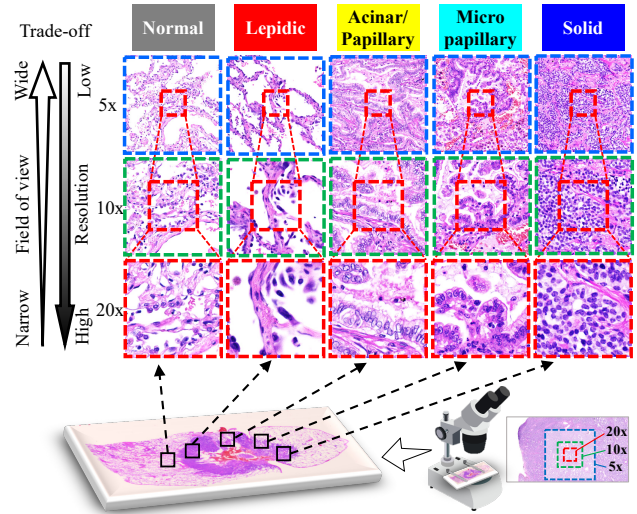 Trade-off
Normal
Lepidic
Acinar/
Papillary
Micro
papillary
Solid
Wide
Low
5x
Field of view
Resolution
10x
Narrow
High
20x
20x
10x
5x